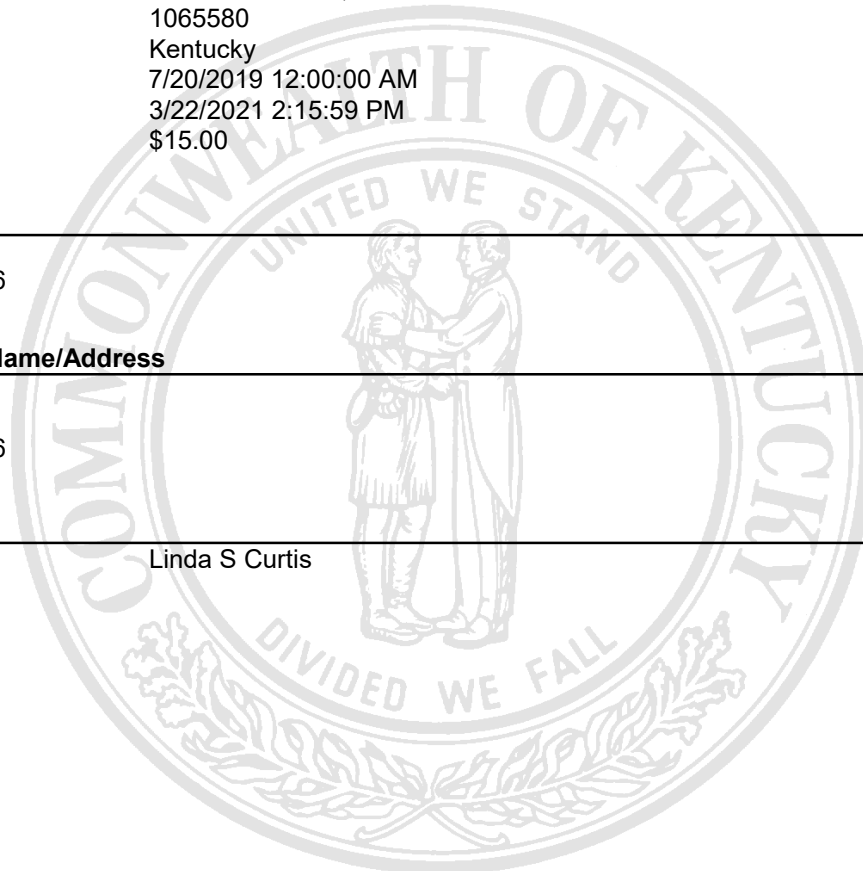 1065580
Kentucky
7/20/2019 12:00:00 AM
3/22/2021 2:15:59 PM
$15.00
6
ame/Address
6
Linda S Curtis
COMMONWEALTH OF KENTUCKY
UNITED WE STAND
DIVIDED WE FALL